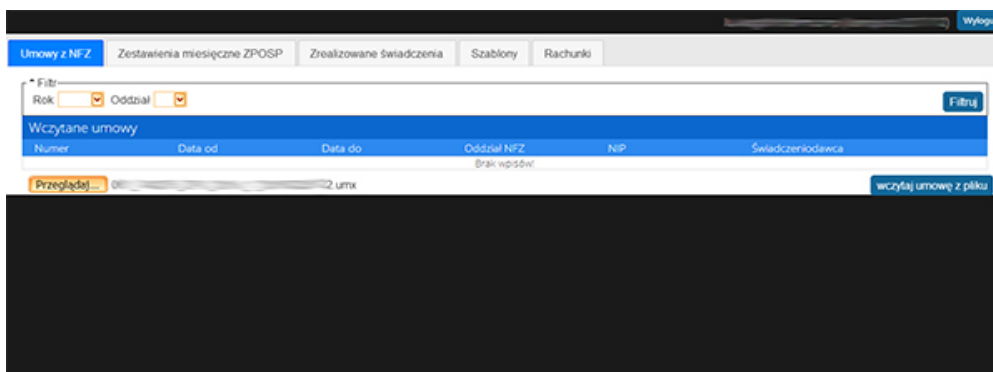 Wylogu
Umowy z NFZ Zestawienia miesięczne ZPOSP Zrealizowane świadczenia Szablony Rachunki
Filtr
Rok Oddział Filtruj
Wczytane umowy
Numer Data od Data do Oddział NFZ NIP Świadczeniodawca
Brak wpisów!
Przeglądaj... 2.umx wczytaj umowę z pliku